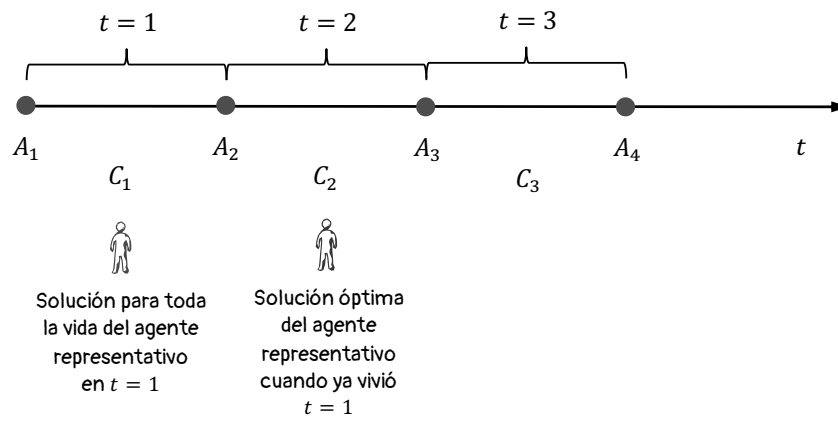 t = 1
t = 2
t = 3
A₁
A₂
A₃
A₄
t
C₁
C₂
C₃
Solución para toda
la vida del agente
representativo
en t = 1
Solución óptima
del agente
representativo
cuando ya vivió
t = 1